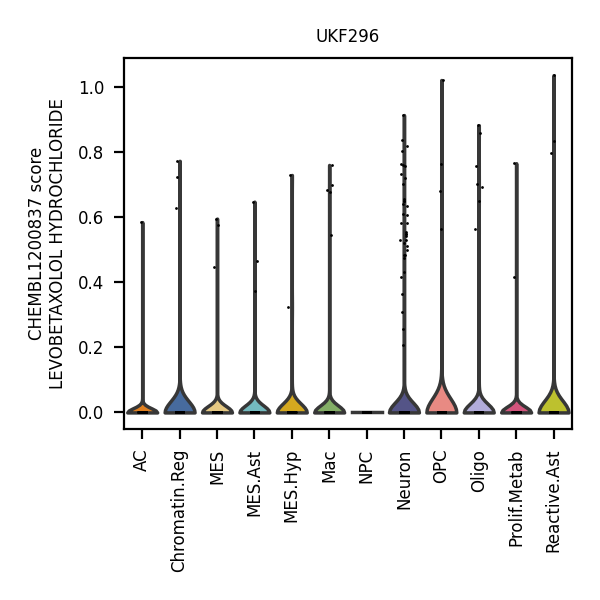 UKF296
CHEMBL1200837 score
LEVOBETAXOLOL HYDROCHLORIDE
1.0
0.8
0.6
0.4
0.2
0.0
AC
Chromatin.Reg
MES
MES.Ast
MES.Hyp
Mac
NPC
Neuron
OPC
Oligo
Prolif.Metab
Reactive.Ast